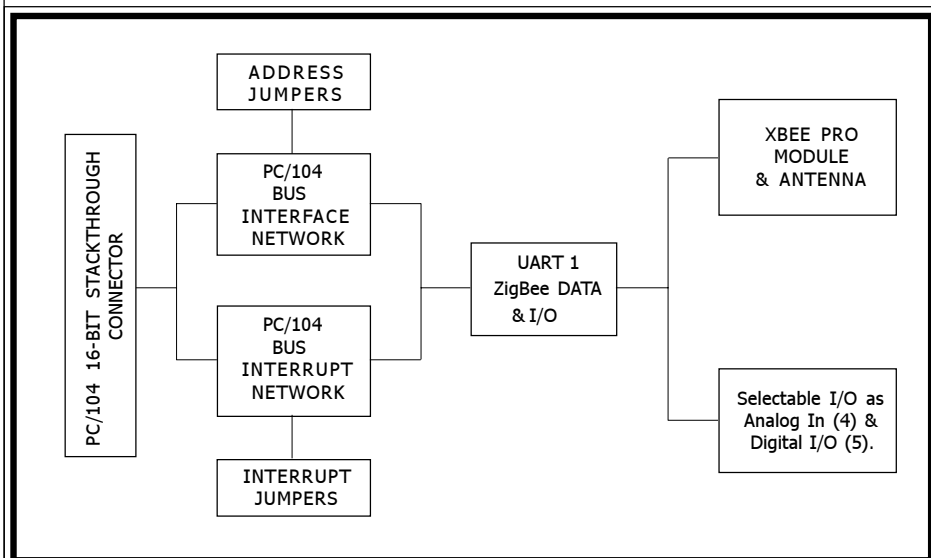 PC/104 16-BIT STACKTHROUGH
CONNECTOR
ADDRESS
JUMPERS
PC/104
BUS
INTERFACE
NETWORK
PC/104
BUS
INTERRUPT
NETWORK
INTERRUPT
JUMPERS
UART 1
ZigBee DATA
& I/O
XBEE PRO
MODULE
& ANTENNA
Selectable I/O as
Analog In (4) &
Digital I/O (5).